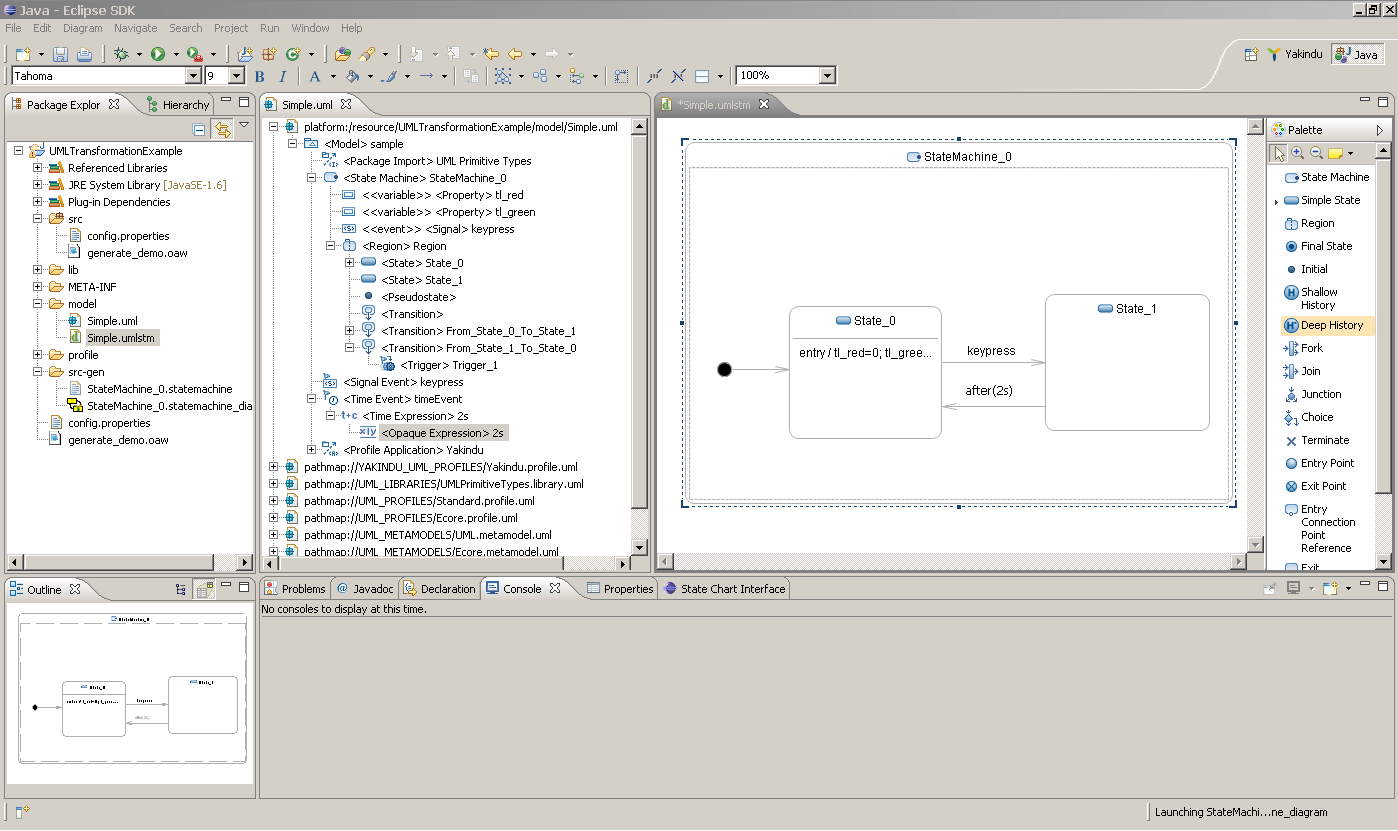 Java - Eclipse SDK
File Edit Diagram Navigate Search Project Run Window Help
Yakindu Java
Tahoma 9 B I A 100%
Package Explor Hierarchy
UMLTransformationExample
Referenced Libraries
JRE System Library [JavaSE-1.6]
Plug-in Dependencies
src
config.properties
generate_demo.oaw
lib
META-INF
model
Simple.uml
Simple.umlstm
profile
src-gen
StateMachine_0.statemachine
StateMachine_0.statemachine_dia
config.properties
generate_demo.oaw
Simple.uml
platform:/resource/UMLTransformationExample/model/Simple.uml
<Model> sample
<Package Import> UML Primitive Types
<State Machine> StateMachine_0
<<variable>> <Property> tl_red
<<variable>> <Property> tl_green
<<event>> <Signal> keypress
<Region> Region
<State> State_0
<State> State_1
<Pseudostate>
<Transition>
<Transition> From_State_0_To_State_1
<Transition> From_State_1_To_State_0
<Trigger> Trigger_1
<Signal Event> keypress
<Time Event> timeEvent
<Time Expression> 2s
<Opaque Expression> 2s
<Profile Application> Yakindu
pathmap://YAKINDU_UML_PROFILES/Yakindu.profile.uml
pathmap://UML_LIBRARIES/UMLPrimitiveTypes.library.uml
pathmap://UML_PROFILES/Standard.profile.uml
pathmap://UML_PROFILES/Ecore.profile.uml
pathmap://UML_METAMODELS/UML.metamodel.uml
pathmap://UML_METAMODELS/Ecore.metamodel.uml
*Simple.umlstm
StateMachine_0
State_0
entry / tl_red=0; tl_gree...
keypress
after(2s)
State_1
Palette
State Machine
Simple State
Region
Final State
Initial
Shallow
History
Deep History
Fork
Join
Junction
Choice
Terminate
Entry Point
Exit Point
Entry
Connection
Point
Reference
Exit
Outline
Problems @ Javadoc Declaration Console Properties State Chart Interface
No consoles to display at this time.
Launching StateMachi...ne_diagram